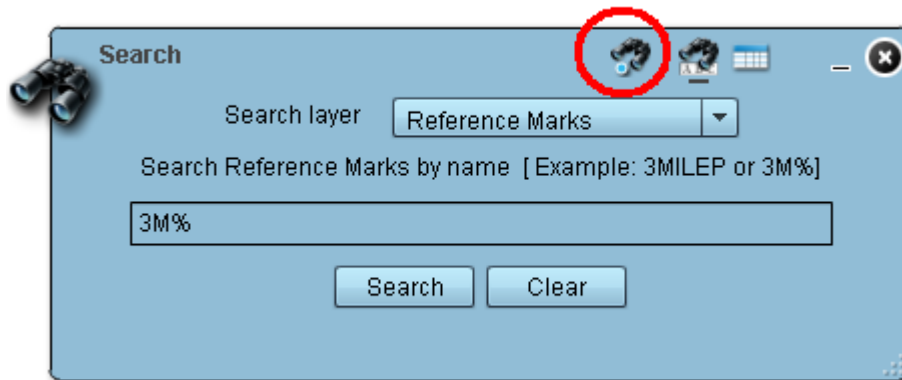 Search
Search layer Reference Marks
Search Reference Marks by name [ Example: 3MILEP or 3M%]
3M%
Search Clear